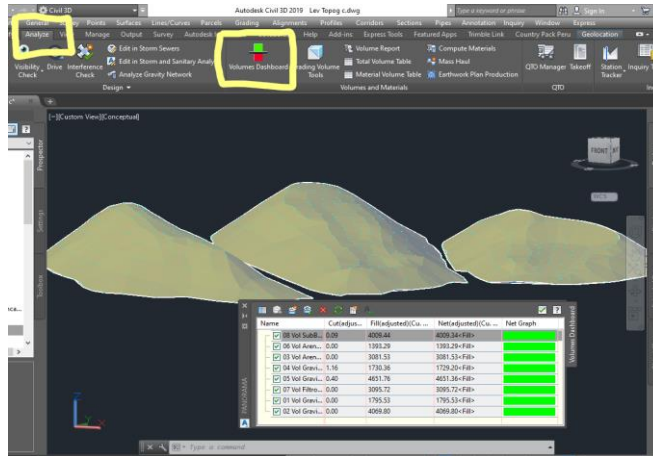 Civil 3D Autodesk Civil 3D 2019 Lev Topog c.dwg Type a keyword or phrase Sign In
General Survey Points Surfaces Lines/Curves Parcels Grading Alignments Profiles Corridors Sections Pipes Annotation Inquiry Window Express
Analyze View Manage Output Survey Help Add-ins Express Tools Featured Apps Trimble Link Country Pack Peru Geolocation
Edit in Storm Sewers Volume Report Compute Materials
Edit in Storm and Sanitary Analy Total Volume Table Mass Haul
Analyze Gravity Network Material Volume Table Earthwork Plan Production
Visibility Check Drive Interference Check Volumes Dashboard Grading Volume Tools QTO Manager Takeoff Station Tracker Inquiry T
Design Volumes and Materials QTO
[-][Custom View][Conceptual]
Prospector
Settings
Toolbox
FRONT
WCS
Name Cut(adjus... Fill(adjusted)(Cu. ... Net(adjusted)(Cu. ... Net Graph
08 Vol SubB... 0.09 4009.44 4009.34<Fill>
06 Vol Aren... 0.00 1393.29 1393.29<Fill>
03 Vol Aren... 0.00 3081.53 3081.53<Fill>
04 Vol Gravi... 1.16 1730.36 1729.20<Fill>
05 Vol Gravi... 0.40 4651.76 4651.36<Fill>
07 Vol Filtro... 0.00 3095.72 3095.72<Fill>
01 Vol Gravi... 0.00 1795.53 1795.53<Fill>
02 Vol Gravi... 0.00 4069.80 4069.80<Fill>
PANORAMA
Volumes Dashboard
Z
X
Type a command